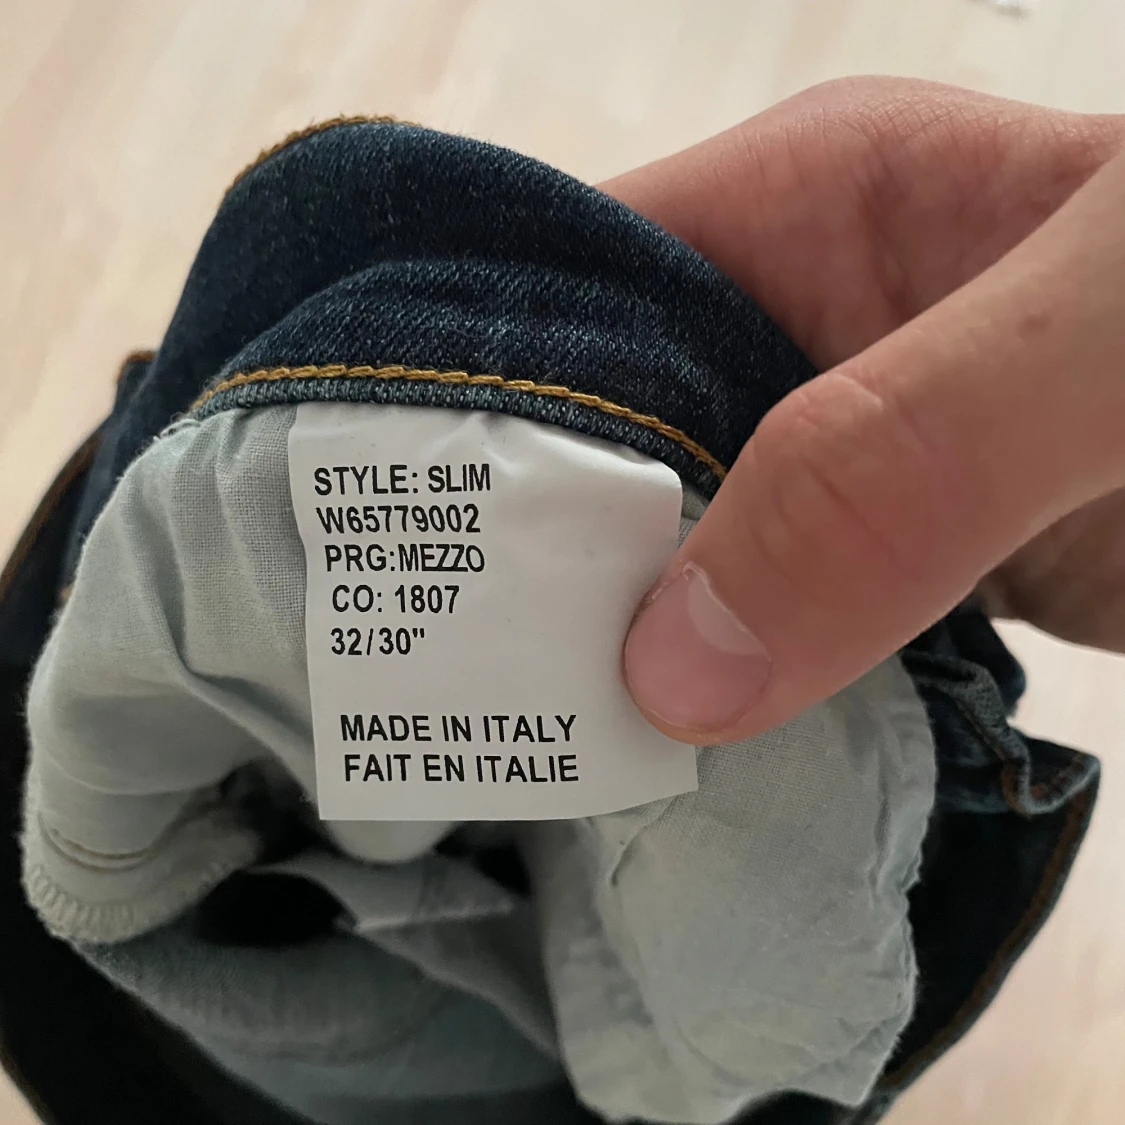 STYLE: SLIM
W65779002
PRG:MEZZO
CO: 1807
32/30"
MADE IN ITALY
FAIT EN ITALIE